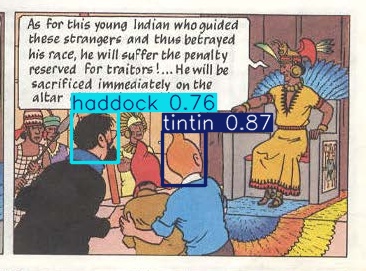 As for this young Indian who guided
these strangers and thus betrayed
his race, he will suffer the penalty
reserved for traitors!... He will be
sacrificed immediately on the
altar
haddock 0.76
tintin 0.87